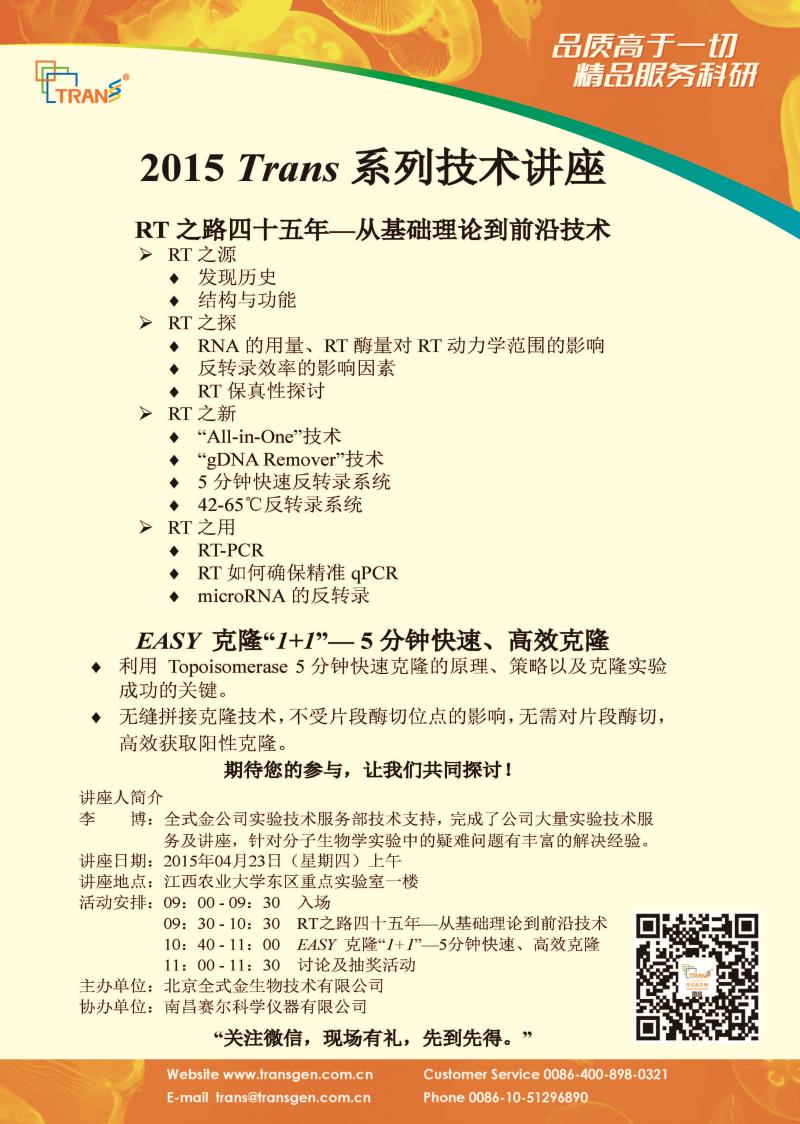 品质高于一切
精品服务科研
TRANS®
2015 Trans 系列技术讲座
RT 之路四十五年—从基础理论到前沿技术
➢ RT 之源
♦ 发现历史
♦ 结构与功能
➢ RT 之探
♦ RNA 的用量、RT 酶量对 RT 动力学范围的影响
♦ 反转录效率的影响因素
♦ RT 保真性探讨
➢ RT 之新
♦ “All-in-One”技术
♦ “gDNA Remover”技术
♦ 5 分钟快速反转录系统
♦ 42-65℃反转录系统
➢ RT 之用
♦ RT-PCR
♦ RT 如何确保精准 qPCR
♦ microRNA 的反转录
EASY 克隆“1+1”— 5 分钟快速、高效克隆
♦ 利用 Topoisomerase 5 分钟快速克隆的原理、策略以及克隆实验
成功的关键。
♦ 无缝拼接克隆技术，不受片段酶切位点的影响，无需对片段酶切，
高效获取阳性克隆。
期待您的参与，让我们共同探讨！
讲座人简介
李　　博：全式金公司实验技术服务部技术支持，完成了公司大量实验技术服
务及讲座，针对分子生物学实验中的疑难问题有丰富的解决经验。
讲座日期：2015年04月23日（星期四）上午
讲座地点：江西农业大学东区重点实验室一楼
活动安排：09：00 - 09：30 入场
09：30 - 10：30 RT之路四十五年—从基础理论到前沿技术
10：40 - 11：00 EASY 克隆“1+1”—5分钟快速、高效克隆
11：00 - 11：30 讨论及抽奖活动
主办单位：北京全式金生物技术有限公司
协办单位：南昌赛尔科学仪器有限公司
TRANS
“关注微信，现场有礼，先到先得。”
Website www.transgen.com.cn Customer Service 0086-400-898-0321
E-mail trans@transgen.com.cn Phone 0086-10-51296890